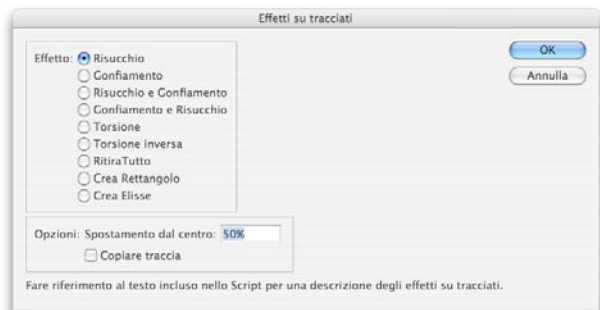 Effetti su tracciati
Effetto: Risucchio
Gonfiamento
Risucchio e Gonfiamento
Gonfiamento e Risucchio
Torsione
Torsione inversa
RitiraTutto
Crea Rettangolo
Crea Elisse
OK
Annulla
Opzioni: Spostamento dal centro: 50%
Copiare traccia
Fare riferimento al testo incluso nello Script per una descrizione degli effetti su tracciati.